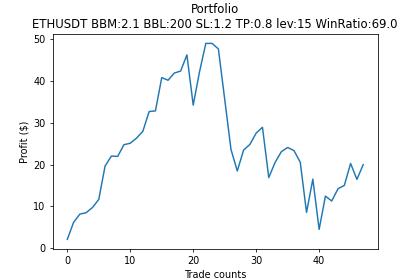 Portfolio
ETHUSDT BBM:2.1 BBL:200 SL:1.2 TP:0.8 lev:15 WinRatio:69.0
50
40
30
20
10
0
Profit ($)
0 10 20 30 40
Trade counts